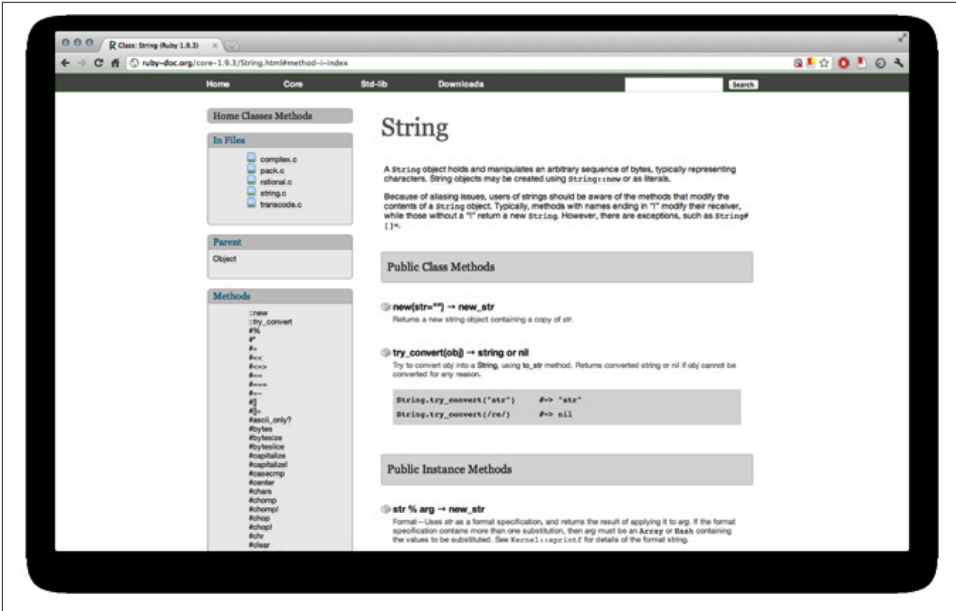 Class: String (Ruby 1.9.3)
ruby-doc.org/core-1.9.3/String.html#method-i-index
Home Core Std-lib Downloads Search
Home Classes Methods
In Files
complex.c
pack.c
rational.c
string.c
transcode.c
Parent
Object
Methods
::new
::try_convert
#%
#*
#+
#<<
#<=>
#==
#===
#=~
#[]
#[]=
#ascii_only?
#bytes
#bytesize
#byteslice
#capitalize
#capitalize!
#casecmp
#center
#chars
#chomp
#chomp!
#chop
#chop!
#chr
#clear
String
A String object holds and manipulates an arbitrary sequence of bytes, typically representing
characters. String objects may be created using String::new or as literals.
Because of aliasing issues, users of strings should be aware of the methods that modify the
contents of a String object. Typically, methods with names ending in "!" modify their receiver,
while those without a "!" return a new String. However, there are exceptions, such as String#
[]=.
Public Class Methods
new(str="") → new_str
Returns a new string object containing a copy of str.
try_convert(obj) → string or nil
Try to convert obj into a String, using to_str method. Returns converted string or nil if obj cannot be
converted for any reason.
String.try_convert("str") #=> "str"
String.try_convert(/re/) #=> nil
Public Instance Methods
str % arg → new_str
Format—Uses str as a format specification, and returns the result of applying it to arg. If the format
specification contains more than one substitution, then arg must be an Array or Hash containing
the values to be substituted. See Kernel::sprintf for details of the format string.